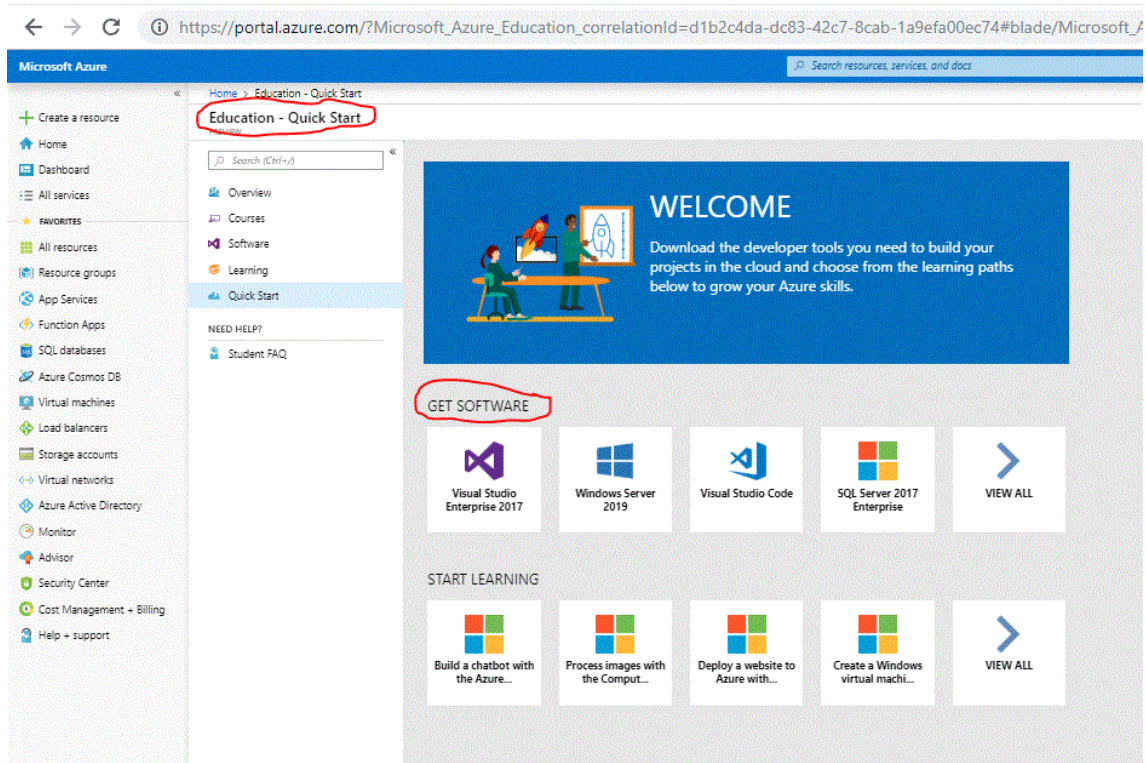 https://portal.azure.com/?Microsoft_Azure_Education_correlationId=d1b2c4da-dc83-42c7-8cab-1a9efa00ec74#blade/Microsoft_A
Microsoft Azure
Search resources, services, and docs
Create a resource
Home
Dashboard
All services
FAVORITES
All resources
Resource groups
App Services
Function Apps
SQL databases
Azure Cosmos DB
Virtual machines
Load balancers
Storage accounts
Virtual networks
Azure Active Directory
Monitor
Advisor
Security Center
Cost Management + Billing
Help + support
Home > Education - Quick Start
Education - Quick Start
PREVIEW
Search (Ctrl+/)
Overview
Courses
Software
Learning
Quick Start
NEED HELP?
Student FAQ
WELCOME
Download the developer tools you need to build your
projects in the cloud and choose from the learning paths
below to grow your Azure skills.
GET SOFTWARE
Visual Studio
Enterprise 2017
Windows Server
2019
Visual Studio Code
SQL Server 2017
Enterprise
VIEW ALL
START LEARNING
Build a chatbot with
the Azure...
Process images with
the Comput...
Deploy a website to
Azure with...
Create a Windows
virtual machi...
VIEW ALL